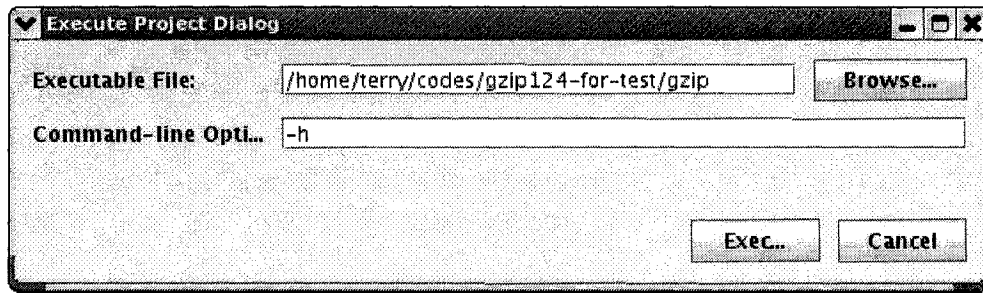 Execute Project Dialog
Executable File: /home/terry/codes/gzip124-for-test/gzip Browse...
Command-line Opti... -h
Exec... Cancel